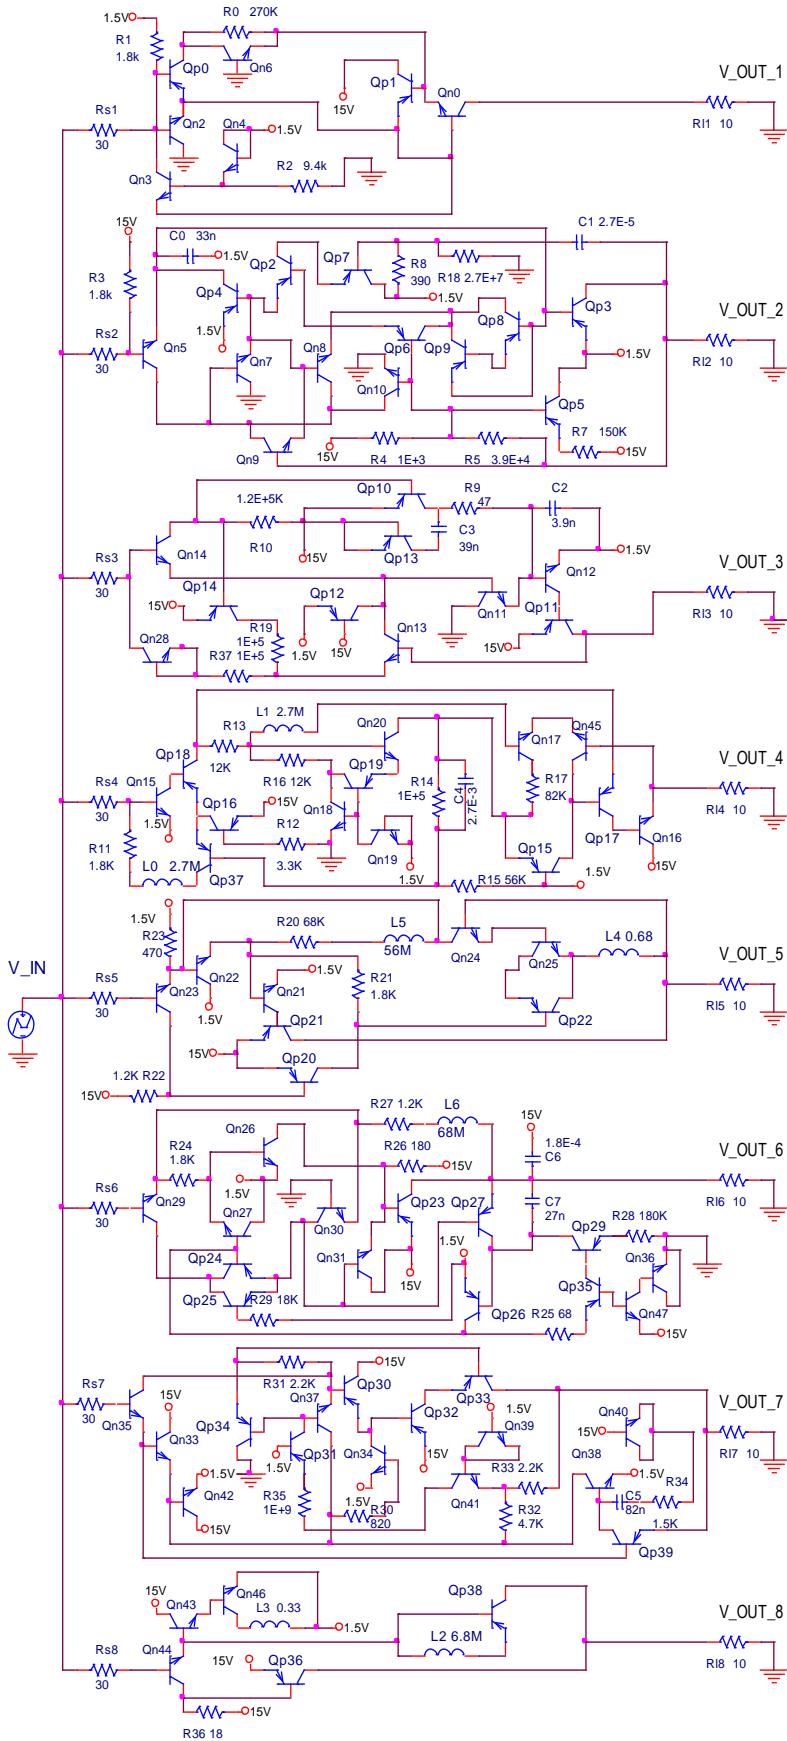 1.5V
R0 270K
R1
1.8k
Qn6
Qp0
Qp1
Qn0
V_OUT_1
15V
Rs1
30
Qn2
Qn4
1.5V
Rl1 10
R2 9.4k
Qn3
15V
C0 33n
1.5V
Qp2
Qp7
C1 2.7E-5
R3
1.8k
Qp4
R8
390
R18 2.7E+7
1.5V
Qp3
V_OUT_2
Rs2
30
1.5V
Qp8
Qn5
Qn7
Qn8
Qp6
Qp9
1.5V
Rl2 10
Qn10
Qp5
R7 150K
Qn9
15V
R4 1E+3
R5 3.9E+4
15V
Qp10
1.2E+5K
R9
47
C2
3.9n
R10
C3
39n
Qn14
15V
Qp13
1.5V
Rs3
30
Qp14
Qp12
Qn12
V_OUT_3
15V
Qn11
Qp11
R19
1E+5
1.5V
15V
Qn13
15V
Rl3 10
Qn28
R37 1E+5
L1 2.7M
Qn20
R13
12K
Qn17
Qn45
Qp18
Qp19
V_OUT_4
Rs4
30
Qn15
R16 12K
R14
1E+5
C4
2.7E-3
R17
82K
Rl4 10
Qp16
15V
Qn18
1.5V
R12
3.3K
Qp17
Qn16
R11
1.8K
Qn19
Qp15
15V
L0 2.7M
Qp37
1.5V
R15 56K
1.5V
1.5V
R23
470
R20 68K
L5
56M
L4 0.68
Qn24
Qn25
V_OUT_5
V_IN
Rs5
30
Qn23
Qn22
1.5V
Qn21
R21
1.8K
1.5V
Qp21
Qp22
Rl5 10
15V
Qp20
1.2K R22
15V
R27 1.2K
L6
68M
15V
1.8E-4
C6
R24
1.8K
Qn26
R26 180
15V
V_OUT_6
Rs6
30
Qn29
1.5V
Qn27
Qn30
Qp23
Qp27
C7
27n
Rl6 10
Qp29
R28 180K
Qp24
Qn31
1.5V
15V
Qn36
Qp25
R29 18K
Qp35
Qp26
R25 68
Qn47
15V
15V
Rs7
30
15V
R31 2.2K
Qp30
Qn37
Qp33
Qn35
Qn33
Qp34
Qp32
1.5V
Qn39
Qn40
15V
V_OUT_7
1.5V
Qp31
Qn34
1.5V
15V
Qn38
Rl7 10
Qn42
R35
1E+9
1.5V
R33 2.2K
1.5V
R34
15V
Qn41
C5
82n
R30
820
R32
4.7K
1.5K
Qp39
15V
Qn43
Qn46
L3 0.33
1.5V
Qp38
V_OUT_8
Rs8
30
Qn44
L2 6.8M
15V
Qp36
Rl8 10
15V
R36 18